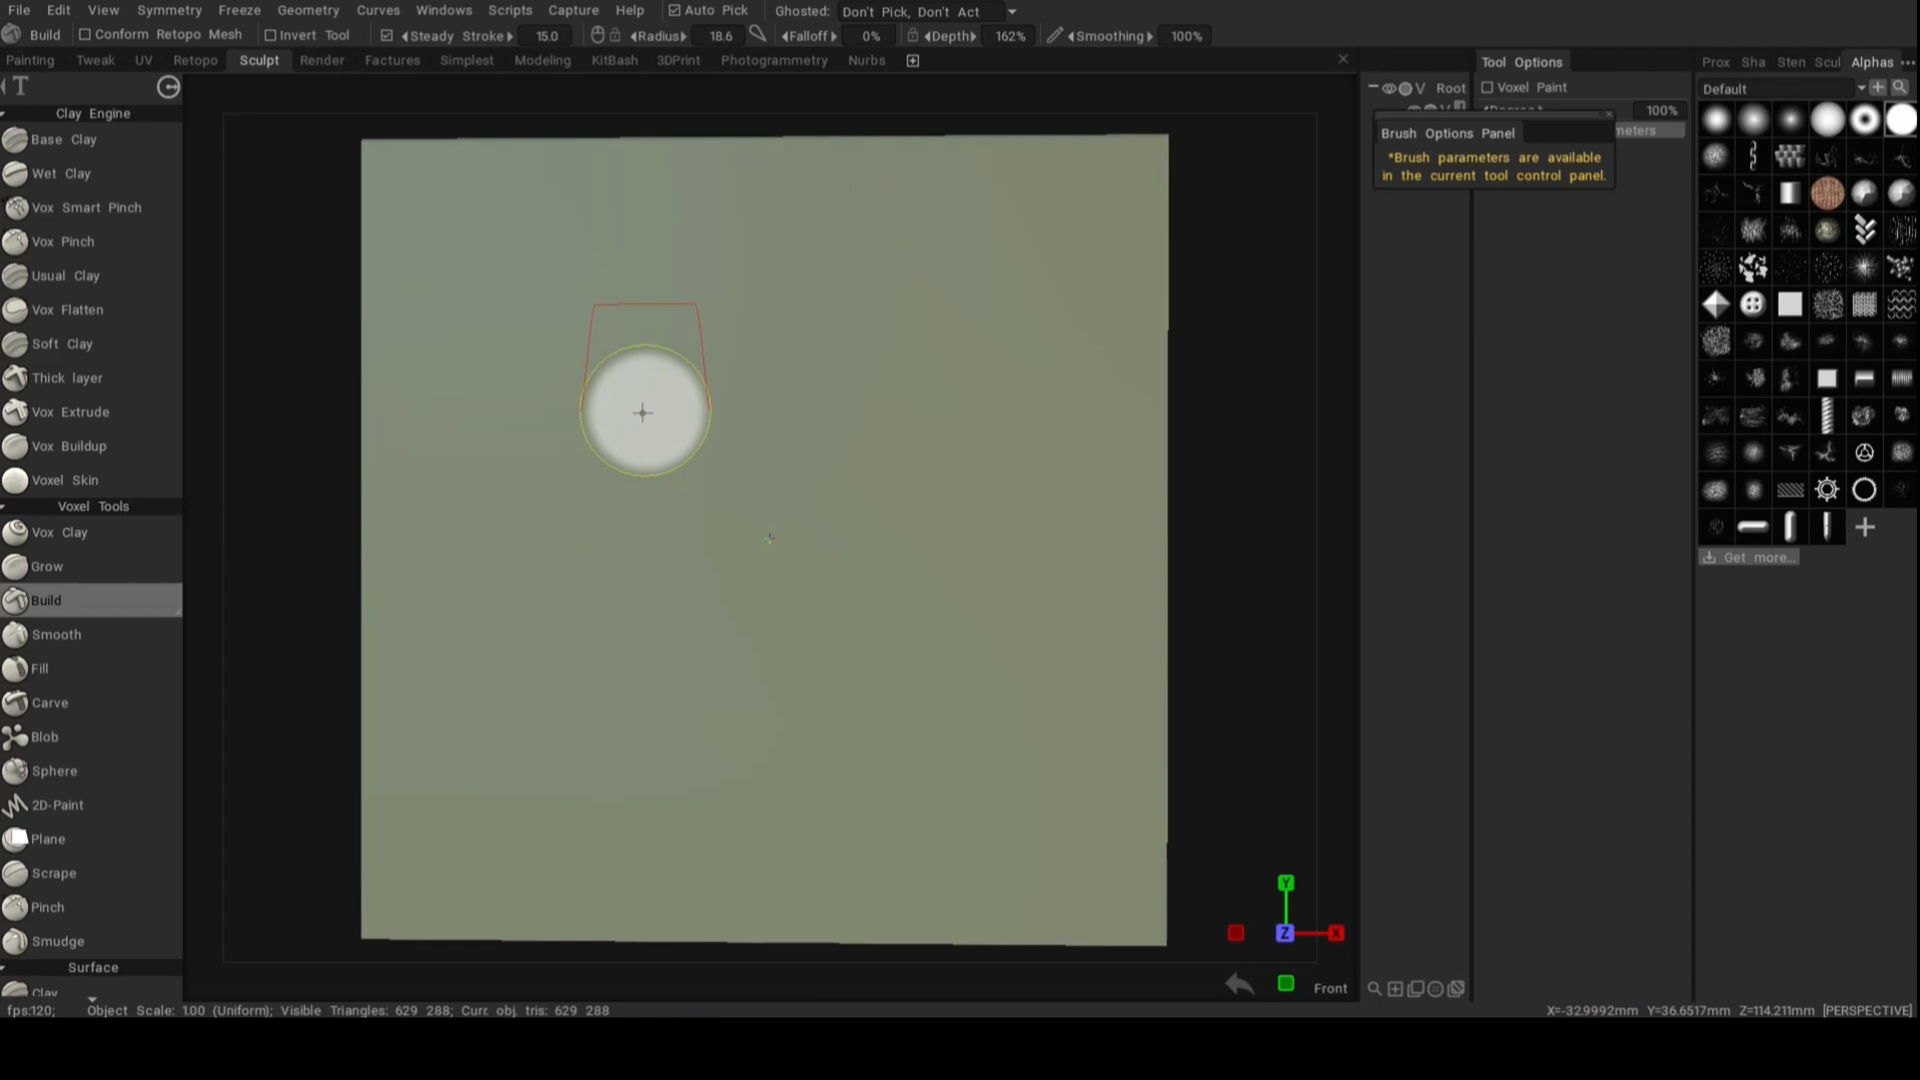 File Edit View Symmetry Freeze Geometry Curves Windows Scripts Capture Help Auto Pick Ghosted: Don't Pick, Don't Act
Build Conform Retopo Mesh Invert Tool Steady Stroke 15.0 Radius 18.6 Falloff 0% Depth 162% Smoothing 100%
Painting Tweak UV Retopo Sculpt Render Factures Simplest Modeling KitBash 3DPrint Photogrammetry Nurbs
T
Clay Engine
Base Clay
Wet Clay
Vox Smart Pinch
Vox Pinch
Usual Clay
Vox Flatten
Soft Clay
Thick layer
Vox Extrude
Vox Buildup
Voxel Skin
Voxel Tools
Vox Clay
Grow
Build
Smooth
Fill
Carve
Blob
Sphere
2D-Paint
Plane
Scrape
Pinch
Smudge
Surface
Clay
Y
Z X
Front
V Root
V
Tool Options
Voxel Paint
100%
meters
Brush Options Panel
*Brush parameters are available
in the current tool control panel.
Prox Sha Sten Scul Alphas
Default
Get more...
fps:120; Object Scale: 1.00 (Uniform); Visible Triangles: 629 288; Curr. obj. tris: 629 288
X=-32.9992mm Y=36.6517mm Z=114.211mm [PERSPECTIVE]